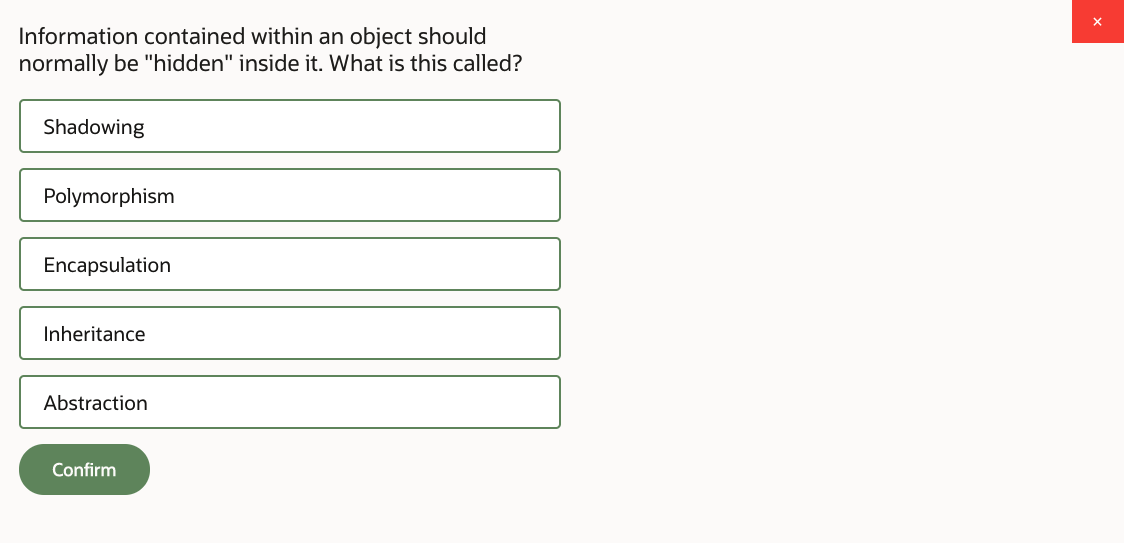 Information contained within an object should
normally be "hidden" inside it. What is this called?
×
Shadowing
Polymorphism
Encapsulation
Inheritance
Abstraction
Confirm